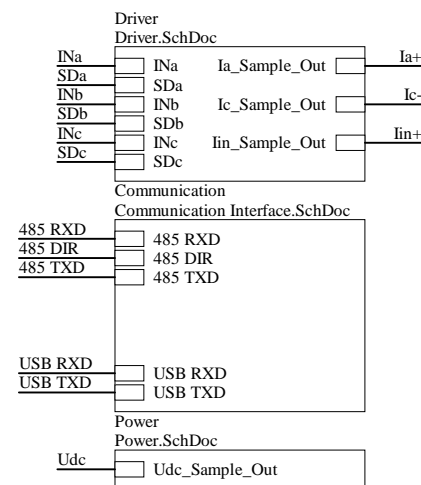 Driver
Driver.SchDoc
INa INa Ia_Sample_Out Ia+
SDa SDa
INb INb Ic_Sample_Out Ic-
SDb SDb
INc INc Iin_Sample_Out Iin+
SDc SDc
Communication
Communication Interface.SchDoc
485 RXD 485 RXD
485 DIR 485 DIR
485 TXD 485 TXD
USB RXD USB RXD
USB TXD USB TXD
Power
Power.SchDoc
Udc Udc_Sample_Out